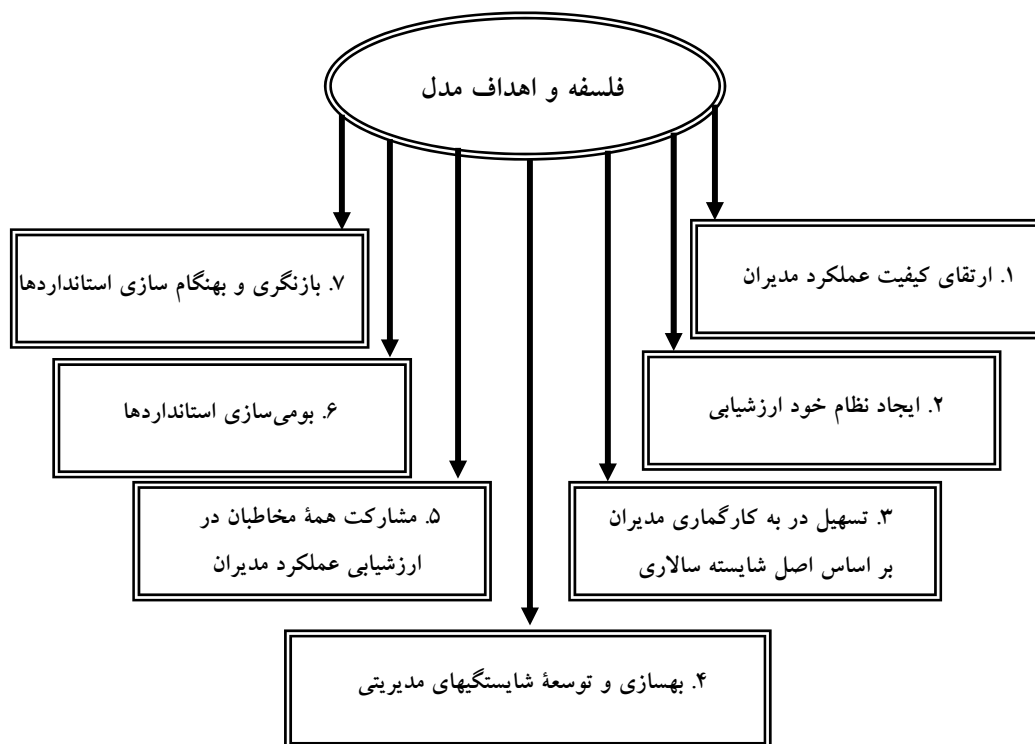 فلسفه و اهداف مدل
۱. ارتقای کیفیت عملکرد مدیران
۲. ایجاد نظام خود ارزشیابی
۳. تسهیل در به کارگماری مدیران
بر اساس اصل شایسته سالاری
۴. بهسازی و توسعۀ شایستگیهای مدیریتی
۵. مشارکت همۀ مخاطبان در
ارزشیابی عملکرد مدیران
۶. بومی‌سازی استانداردها
۷. بازنگری و بهنگام سازی استانداردها